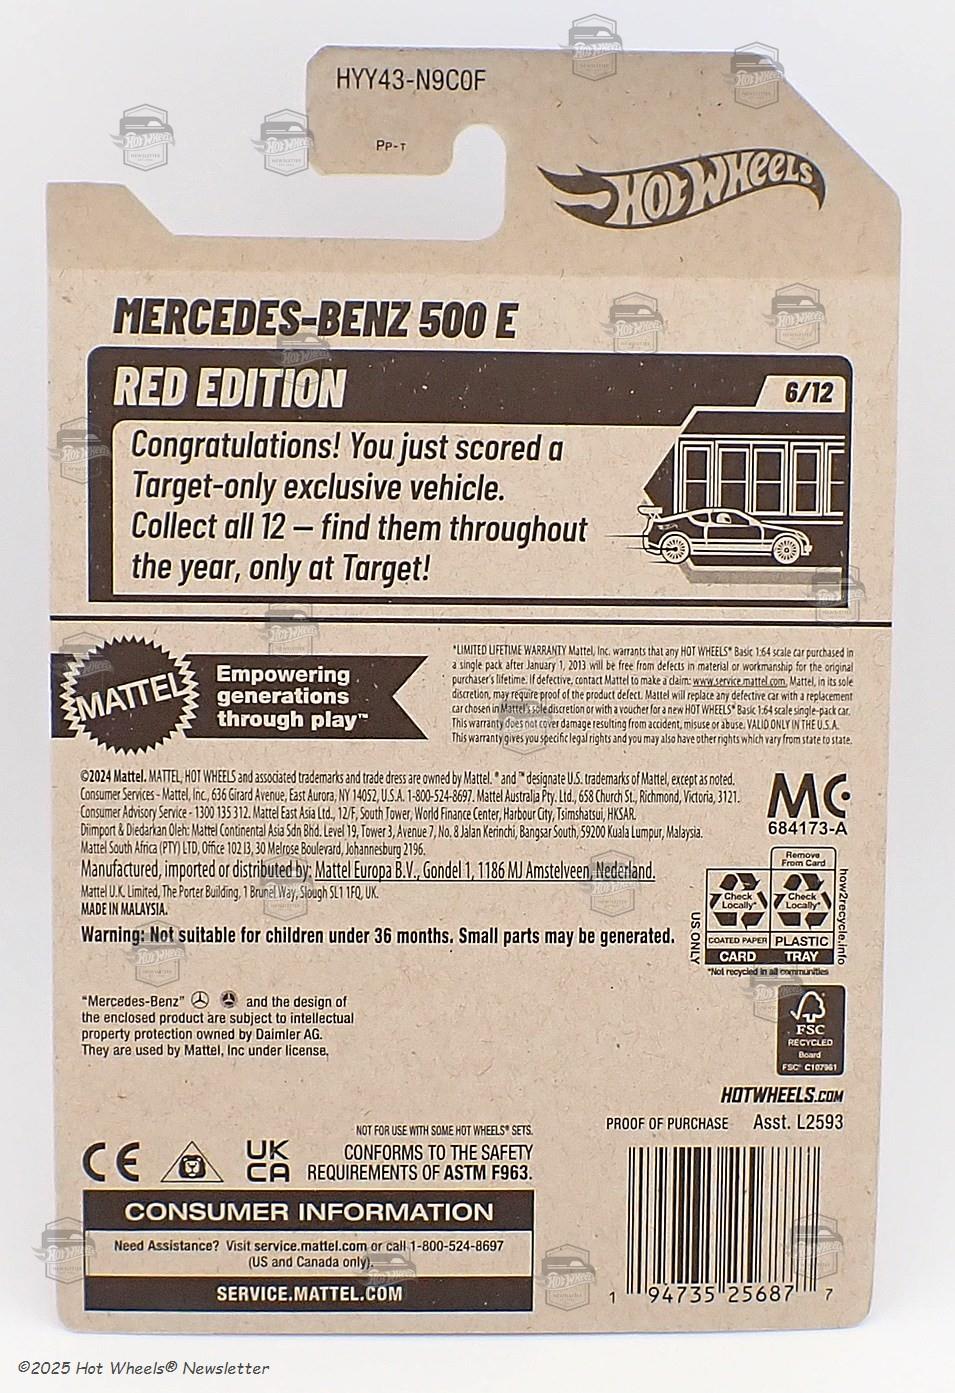 HYY43-N9C0F
PP-T
HOT WHEELS
MERCEDES-BENZ 500 E
RED EDITION
6/12
Congratulations! You just scored a
Target-only exclusive vehicle.
Collect all 12 – find them throughout
the year, only at Target!
MATTEL
Empowering
generations
through play™
*LIMITED LIFETIME WARRANTY* Mattel, Inc. warrants that any HOT WHEELS® Basic 1:64 scale car purchased in
a single pack after January 1, 2013 will be free from defects in material or workmanship for the original
purchaser's lifetime. If defective, contact Mattel to make a claim: www.service.mattel.com. Mattel, in its sole
discretion, may require proof of the product defect. Mattel will replace any defective car with a replacement
car chosen in Mattel's sole discretion or with a voucher for a new HOT WHEELS® Basic 1:64 scale single-pack car.
This warranty does not cover damage resulting from accident, misuse or abuse. VALID ONLY IN THE U.S.A.
This warranty gives you specific legal rights and you may also have other rights which vary from state to state.
©2024 Mattel. MATTEL, HOT WHEELS and associated trademarks and trade dress are owned by Mattel. ® and ™ designate U.S. trademarks of Mattel, except as noted.
Consumer Services - Mattel, Inc., 636 Girard Avenue, East Aurora, NY 14052, U.S.A. 1-800-524-8697. Mattel Australia Pty. Ltd., 658 Church St., Richmond, Victoria, 3121.
Consumer Advisory Service - 1300 135 312. Mattel East Asia Ltd., 12/F, South Tower, World Finance Center, Harbour City, Tsimshatsui, HKSAR.
Diimport & Diedarkan Oleh: Mattel Continental Asia Sdn Bhd. Level 19, Tower 3, Avenue 7, No. 8 Jalan Kerinchi, Bangsar South, 59200 Kuala Lumpur, Malaysia.
Mattel South Africa (PTY) LTD, Office 102 I3, 30 Melrose Boulevard, Johannesburg 2196.
Manufactured, imported or distributed by: Mattel Europa B.V., Gondel 1, 1186 MJ Amstelveen, Nederland.
Mattel U.K. Limited, The Porter Building, 1 Brunel Way, Slough SL1 1FQ, UK.
MADE IN MALAYSIA.
Warning: Not suitable for children under 36 months. Small parts may be generated.
MC
684173-A
Remove
From Card
Check
Locally*
Check
Locally*
COATED PAPER
PLASTIC
CARD
TRAY
US ONLY
how2recycle.info
*Not recycled in all communities
"Mercedes-Benz" and the design of
the enclosed product are subject to intellectual
property protection owned by Daimler AG.
They are used by Mattel, Inc under license.
FSC
RECYCLED
Board
FSC® C107981
HOTWHEELS.COM
PROOF OF PURCHASE Asst. L2593
NOT FOR USE WITH SOME HOT WHEELS® SETS.
CE
UK
CA
CONFORMS TO THE SAFETY
REQUIREMENTS OF ASTM F963.
CONSUMER INFORMATION
Need Assistance? Visit service.mattel.com or call 1-800-524-8697
(US and Canada only).
SERVICE.MATTEL.COM
1 94735 25687 7
©2025 Hot Wheels® Newsletter